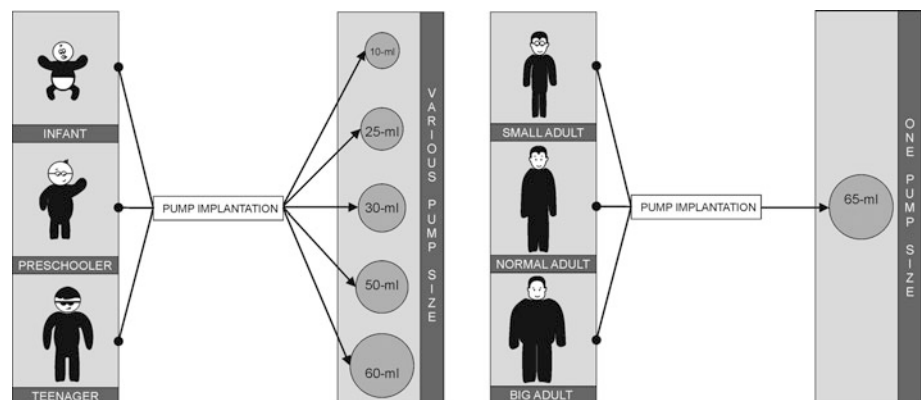 INFANT
PRESCHOOLER
TEENAGER
PUMP IMPLANTATION
10-ml
25-ml
30-ml
50-ml
60-ml
VARIOUS PUMP SIZE
SMALL ADULT
NORMAL ADULT
BIG ADULT
PUMP IMPLANTATION
65-ml
ONE PUMP SIZE